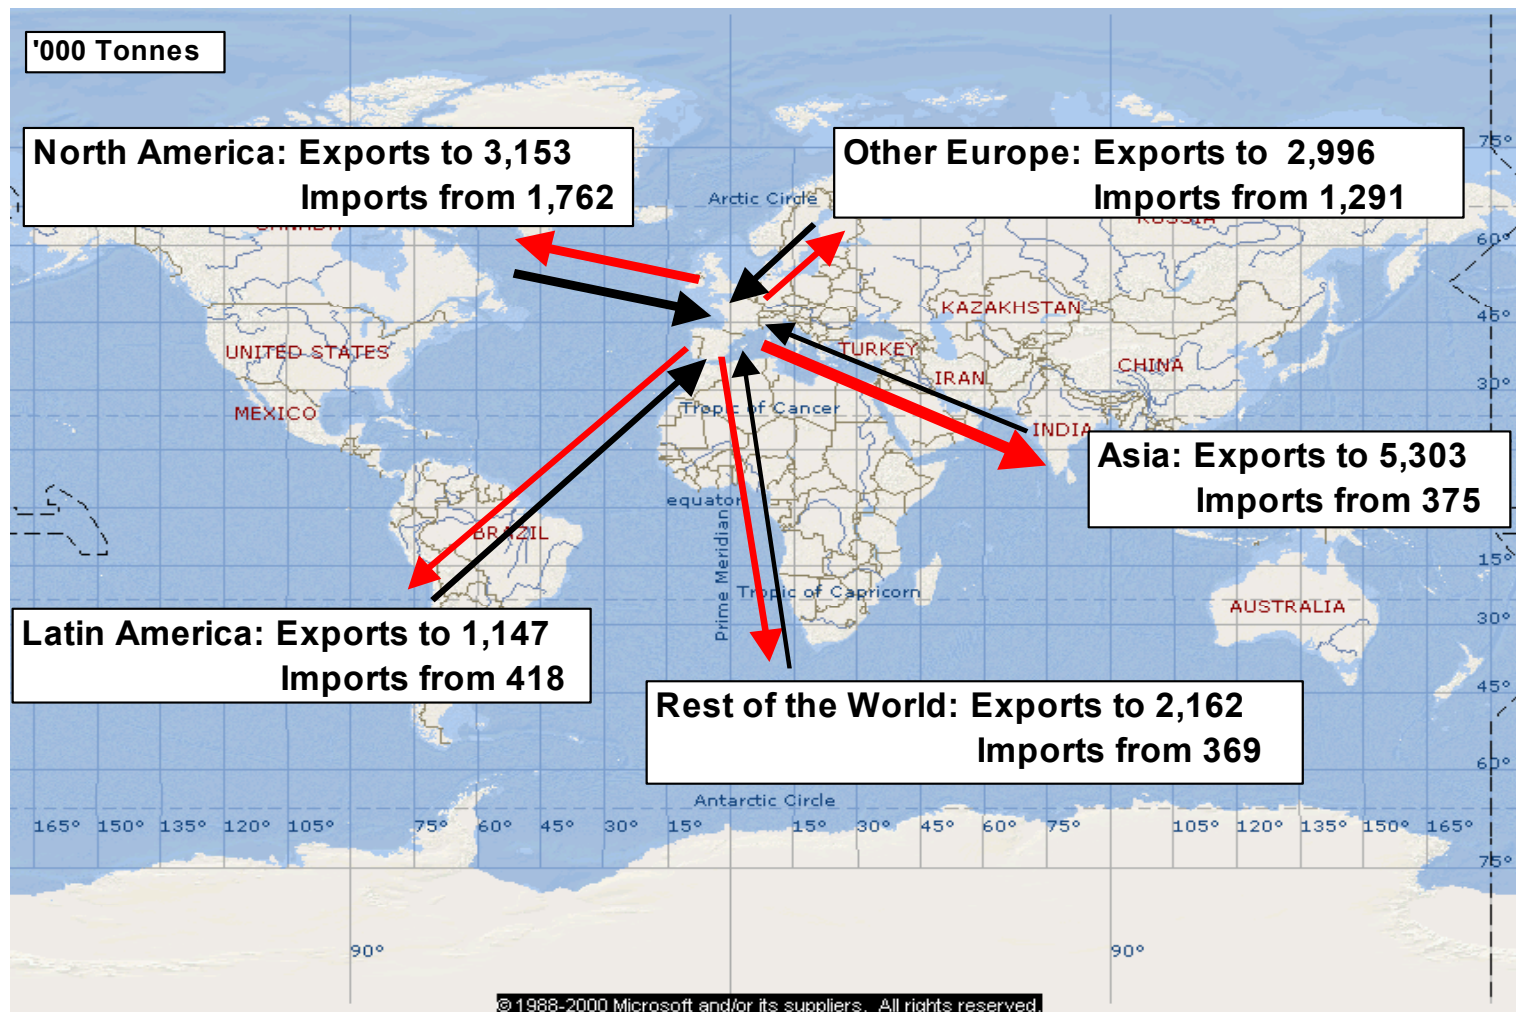 '000 Tonnes
North America: Exports to 3,153
Imports from 1,762
Other Europe: Exports to 2,996
Imports from 1,291
Arctic Circle
75°
60°
KAZAKHSTAN
45°
UNITED STATES
TURKEY
CHINA
IRAN
30°
MEXICO
Tropic of Cancer
INDIA
Asia: Exports to 5,303
Imports from 375
equator
BRAZIL
Prime Meridian
15°
Tropic of Capricorn
AUSTRALIA
30°
Latin America: Exports to 1,147
Imports from 418
45°
Rest of the World: Exports to 2,162
Imports from 369
60°
Antarctic Circle
165° 150° 135° 120° 105° 75° 60° 45° 30° 15° 15° 30° 45° 60° 75° 105° 120° 135° 150° 165°
75°
90° 90°
© 1988-2000 Microsoft and/or its suppliers. All rights reserved.